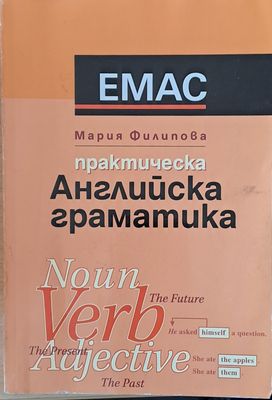 ЕМАС
Мария Филипова
практическа
Английска
граматика
Noun
The Future
Verb
He asked himself a question.
The Present
Adjective
She ate the apples
She ate them
The Past